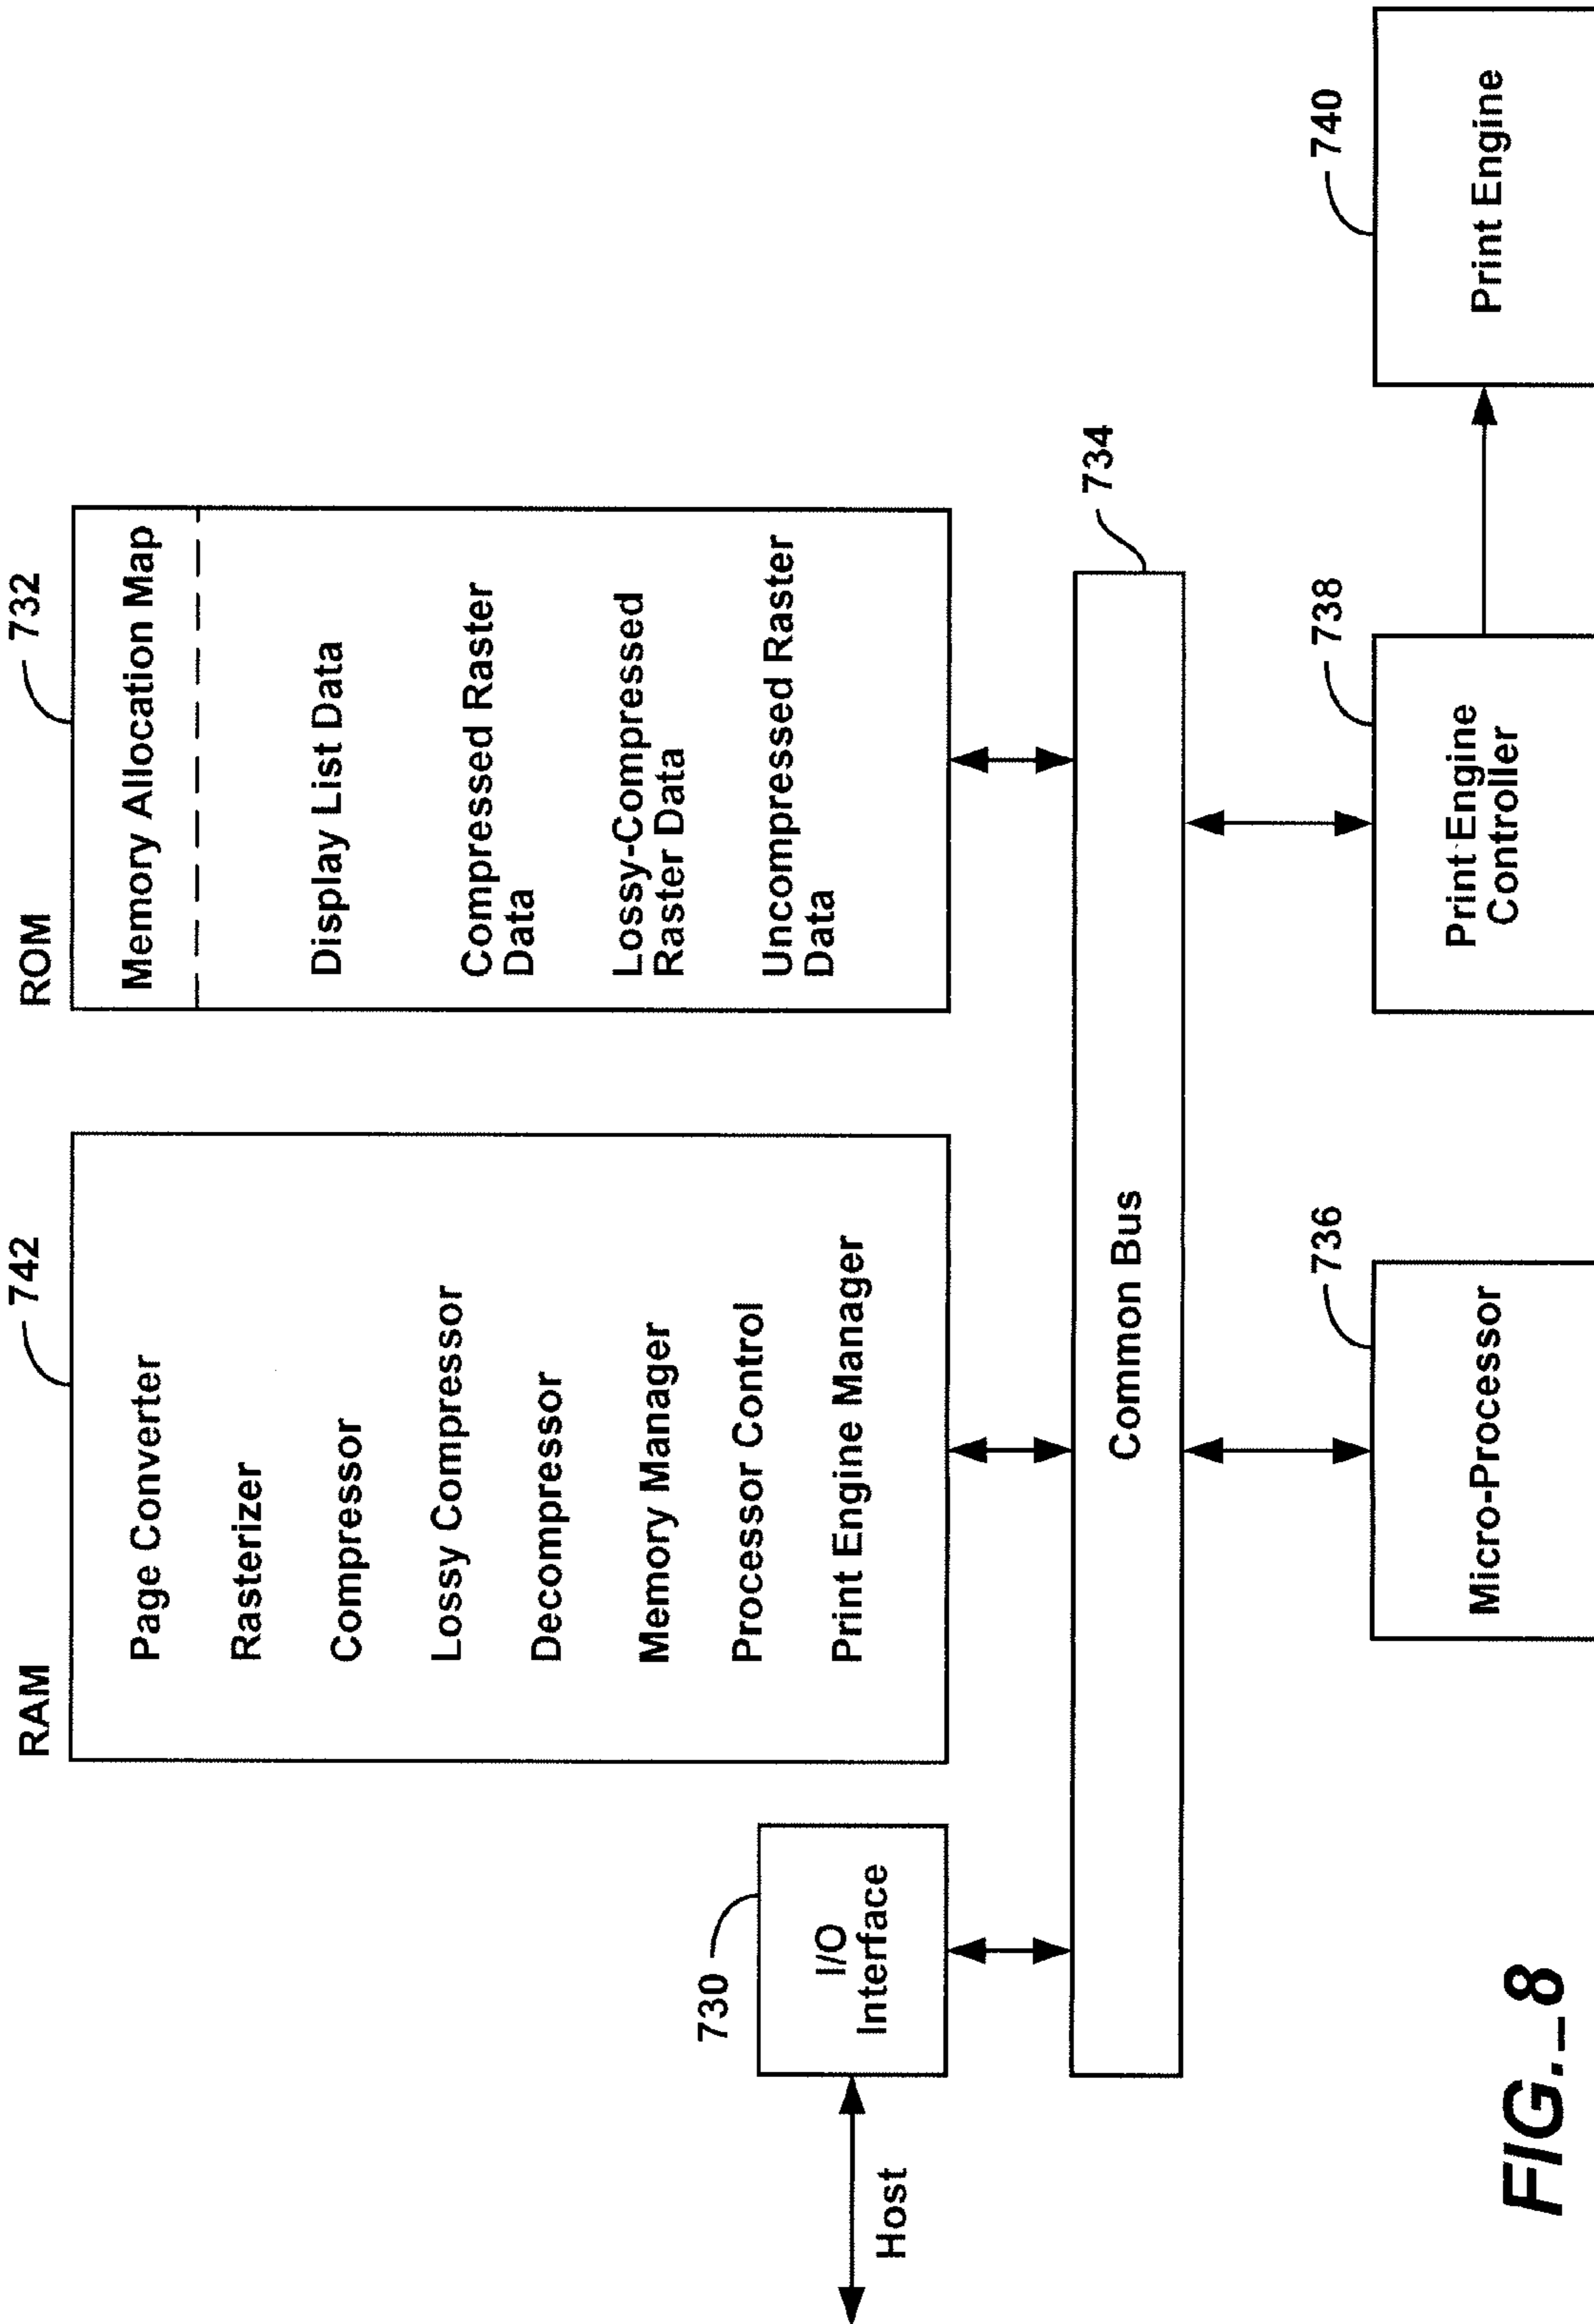 RAM
742
Page Converter
Rasterizer
Compressor
Lossy Compressor
Decompressor
Memory Manager
Processor Control
Print Engine Manager
ROM
732
Memory Allocation Map
Display List Data
Compressed Raster
Data
Lossy-Compressed
Raster Data
Uncompressed Raster
Data
730
I/O
Interface
Host
Common Bus
734
736
Micro-Processor
738
Print Engine
Controller
740
Print Engine
FIG._8